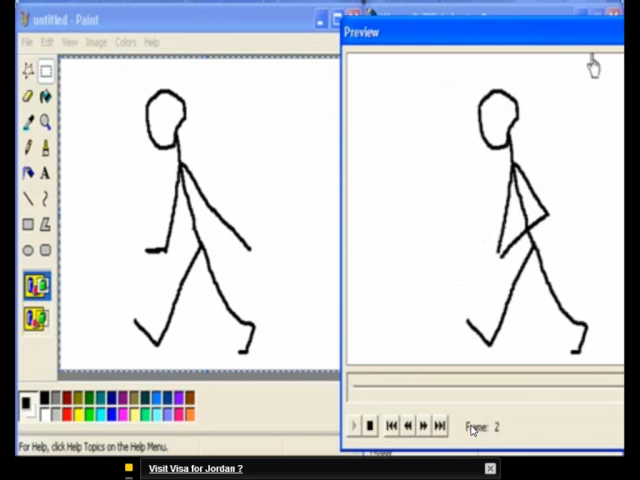 untitled - Paint
File Edit View Image Colors Help
Preview
A
Frame: 2
For Help, click Help Topics on the Help Menu.
Visit Visa for Jordan ?